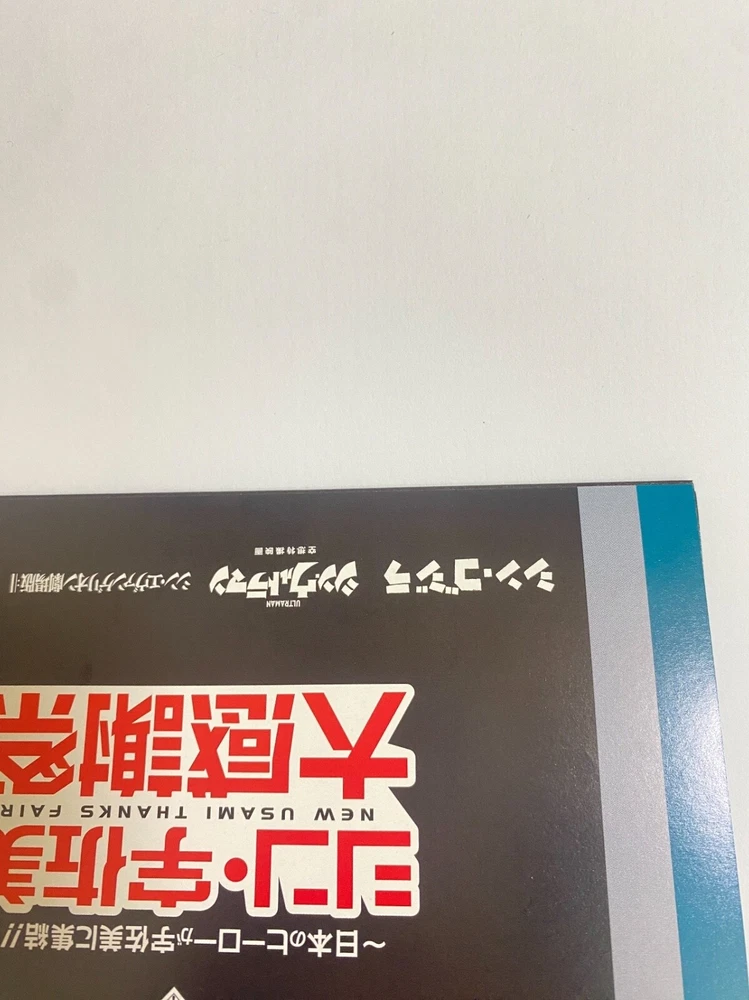 ~日本のヒーローが宇佐美に集結!!
シン・宇佐美
NEW USAMI THANKS FAIR
大感謝祭
シン・ゴジラ
ULTRAMAN
シン・ウルトラマン
空想特撮映画
シン・エヴァンゲリオン劇場版:||